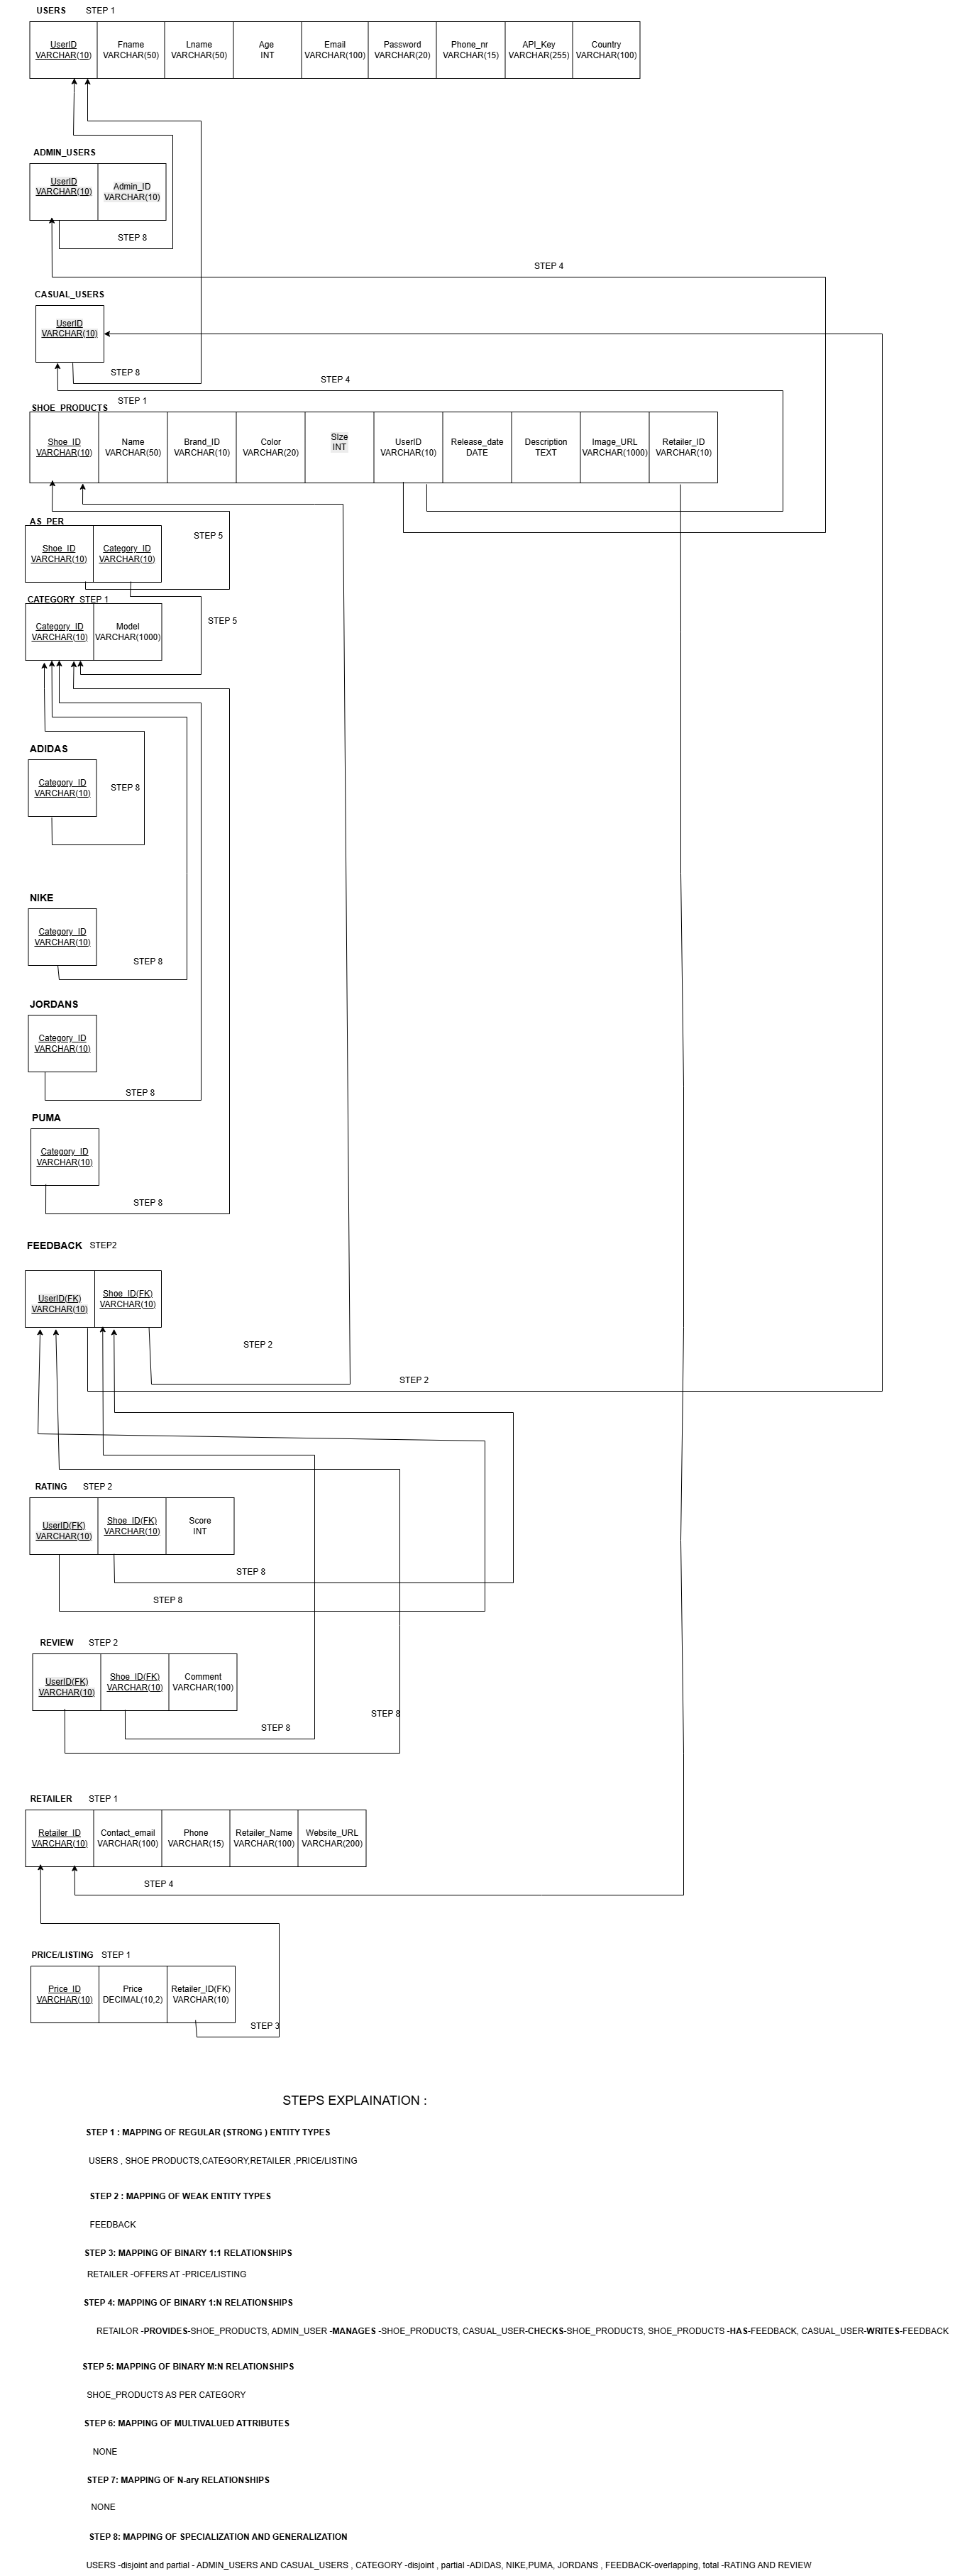 USERS STEP 1
UserID Fname Lname Age Email Password Phone_nr API_Key Country
VARCHAR(10) VARCHAR(50) VARCHAR(50) INT VARCHAR(100) VARCHAR(20) VARCHAR(15) VARCHAR(255) VARCHAR(100)
ADMIN_USERS
UserID Admin_ID
VARCHAR(10) VARCHAR(10)
STEP 8
STEP 4
CASUAL_USERS
UserID
VARCHAR(10)
STEP 8
STEP 4
SHOE_PRODUCTS STEP 1
Shoe_ID Name Brand_ID Color SIze UserID Release_date Description Image_URL Retailer_ID
VARCHAR(10) VARCHAR(50) VARCHAR(10) VARCHAR(20) INT VARCHAR(10) DATE TEXT VARCHAR(1000) VARCHAR(10)
AS_PER
STEP 5
Shoe_ID Category_ID
VARCHAR(10) VARCHAR(10)
CATEGORY STEP 1
STEP 5
Category_ID Model
VARCHAR(10) VARCHAR(1000)
ADIDAS
Category_ID
VARCHAR(10)
STEP 8
NIKE
Category_ID
VARCHAR(10)
STEP 8
JORDANS
Category_ID
VARCHAR(10)
STEP 8
PUMA
Category_ID
VARCHAR(10)
STEP 8
FEEDBACK STEP2
UserID(FK) Shoe_ID(FK)
VARCHAR(10) VARCHAR(10)
STEP 2
STEP 2
RATING STEP 2
UserID(FK) Shoe_ID(FK) Score
VARCHAR(10) VARCHAR(10) INT
STEP 8
STEP 8
REVIEW STEP 2
UserID(FK) Shoe_ID(FK) Comment
VARCHAR(10) VARCHAR(10) VARCHAR(100)
STEP 8
STEP 8
RETAILER STEP 1
Retailer_ID Contact_email Phone Retailer_Name Website_URL
VARCHAR(10) VARCHAR(100) VARCHAR(15) VARCHAR(100) VARCHAR(200)
STEP 4
PRICE/LISTING STEP 1
Price_ID Price Retailer_ID(FK)
VARCHAR(10) DECIMAL(10,2) VARCHAR(10)
STEP 3
STEPS EXPLAINATION :
STEP 1 : MAPPING OF REGULAR (STRONG ) ENTITY TYPES
USERS , SHOE PRODUCTS,CATEGORY,RETAILER ,PRICE/LISTING
STEP 2 : MAPPING OF WEAK ENTITY TYPES
FEEDBACK
STEP 3: MAPPING OF BINARY 1:1 RELATIONSHIPS
RETAILER -OFFERS AT -PRICE/LISTING
STEP 4: MAPPING OF BINARY 1:N RELATIONSHIPS
RETAILOR -PROVIDES-SHOE_PRODUCTS, ADMIN_USER -MANAGES -SHOE_PRODUCTS, CASUAL_USER-CHECKS-SHOE_PRODUCTS, SHOE_PRODUCTS -HAS-FEEDBACK, CASUAL_USER-WRITES-FEEDBACK
STEP 5: MAPPING OF BINARY M:N RELATIONSHIPS
SHOE_PRODUCTS AS PER CATEGORY
STEP 6: MAPPING OF MULTIVALUED ATTRIBUTES
NONE
STEP 7: MAPPING OF N-ary RELATIONSHIPS
NONE
STEP 8: MAPPING OF SPECIALIZATION AND GENERALIZATION
USERS -disjoint and partial - ADMIN_USERS AND CASUAL_USERS , CATEGORY -disjoint , partial -ADIDAS, NIKE,PUMA, JORDANS , FEEDBACK-overlapping, total -RATING AND REVIEW